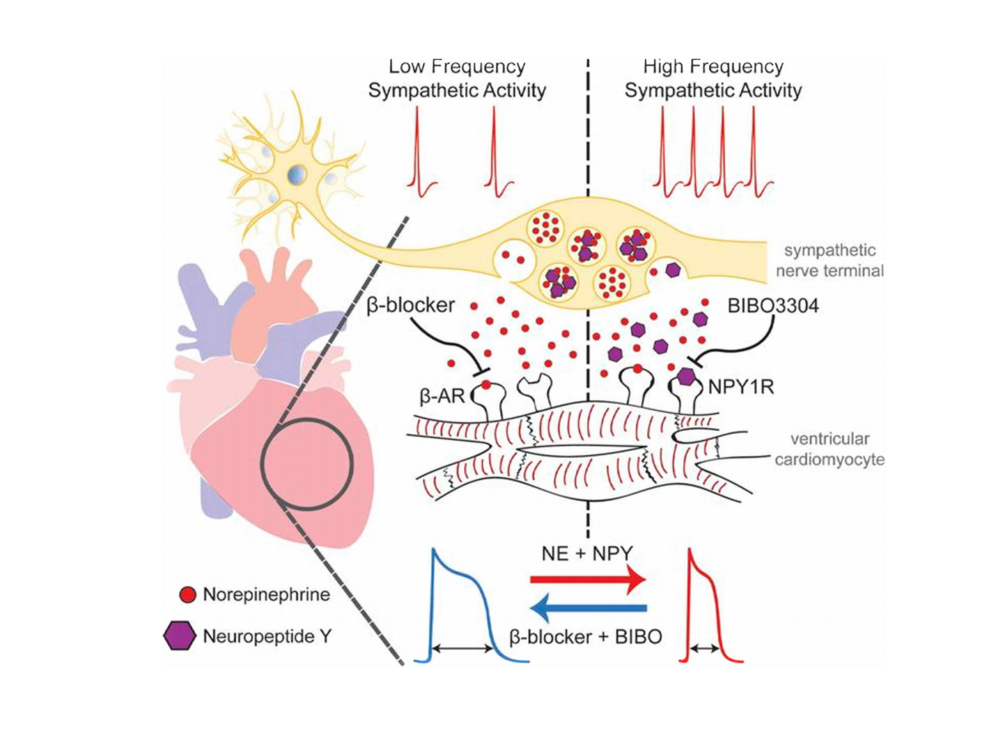 Low Frequency
Sympathetic Activity
High Frequency
Sympathetic Activity
sympathetic
nerve terminal
β-blocker
BIBO3304
β-AR
NPY1R
ventricular
cardiomyocyte
NE + NPY
β-blocker + BIBO
Norepinephrine
Neuropeptide Y